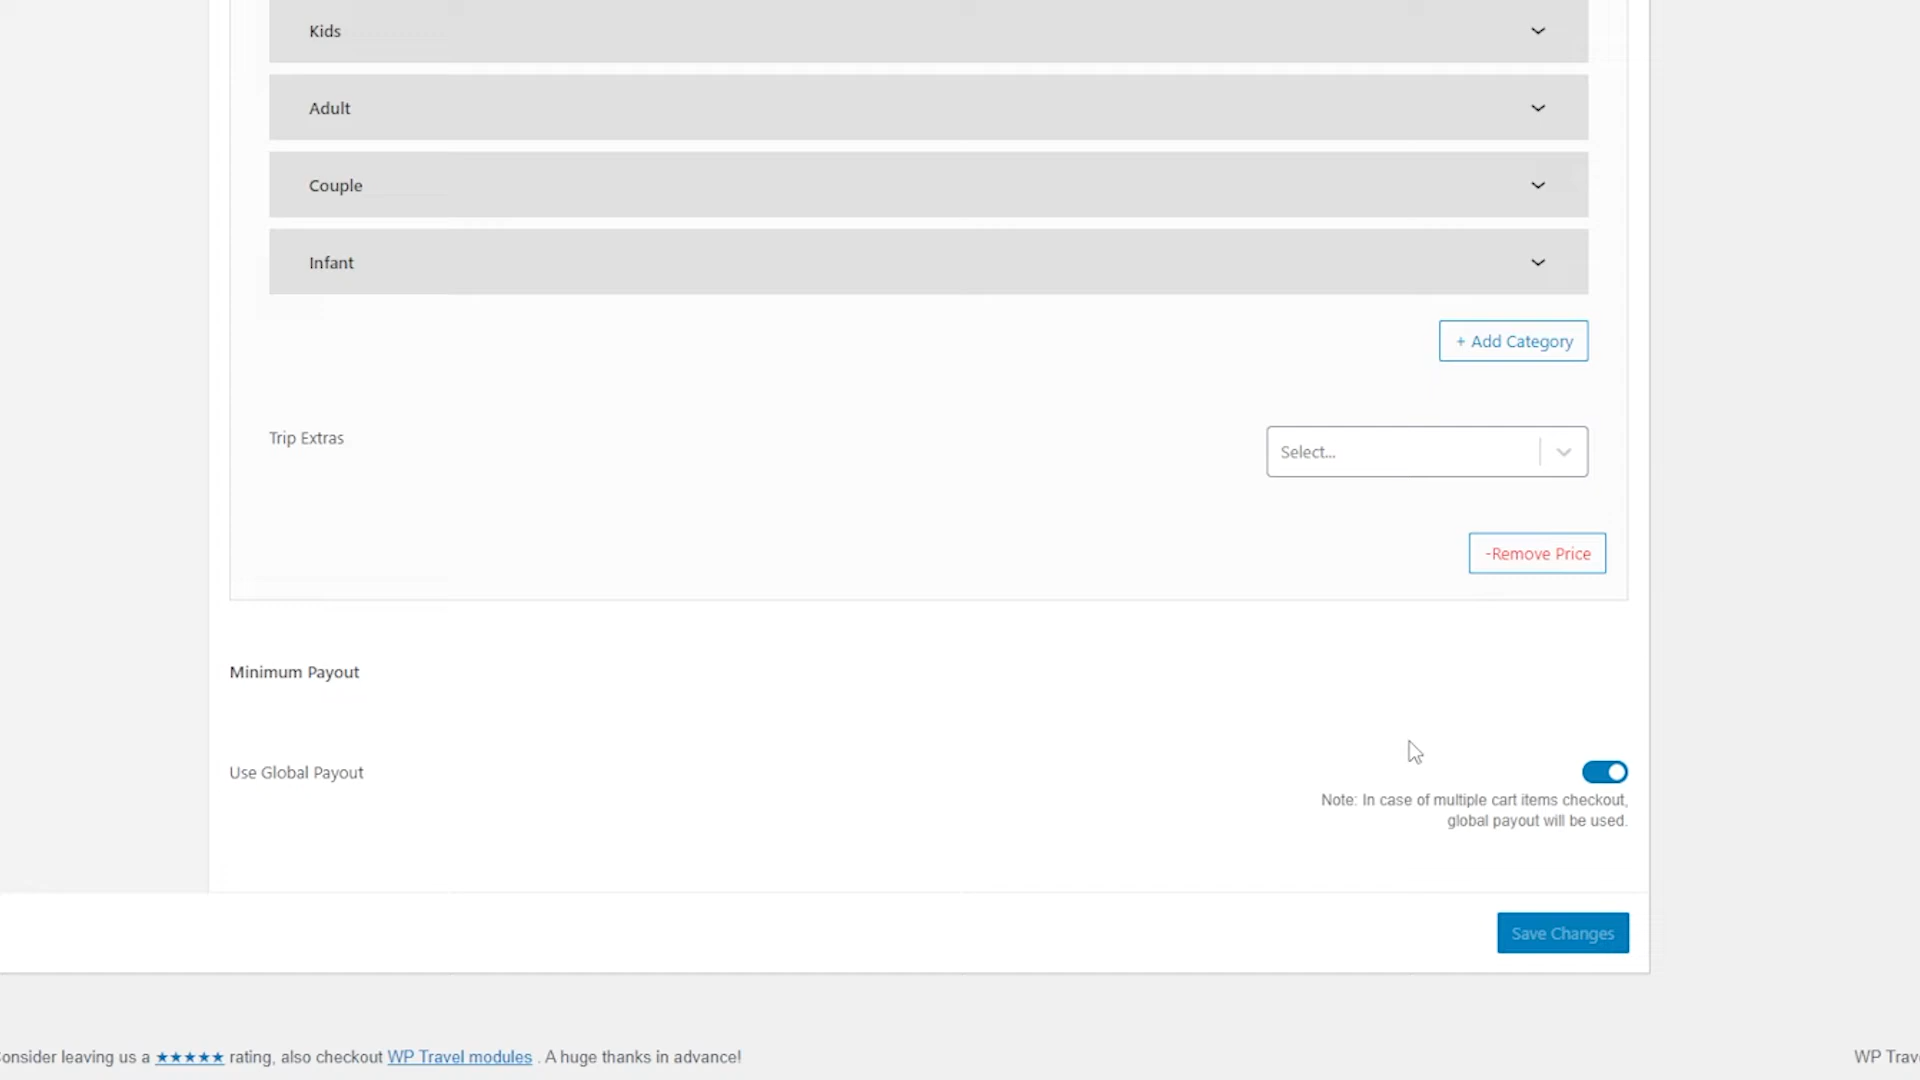 Kids
Adult
Couple
Infant
+ Add Category
Trip Extras
Select...
-Remove Price
Minimum Payout
Use Global Payout
Note: In case of multiple cart items checkout,
global payout will be used.
Save Changes
leaving us a ★★★★★ rating, also checkout WP Travel modules . A huge thanks in advance!
WP